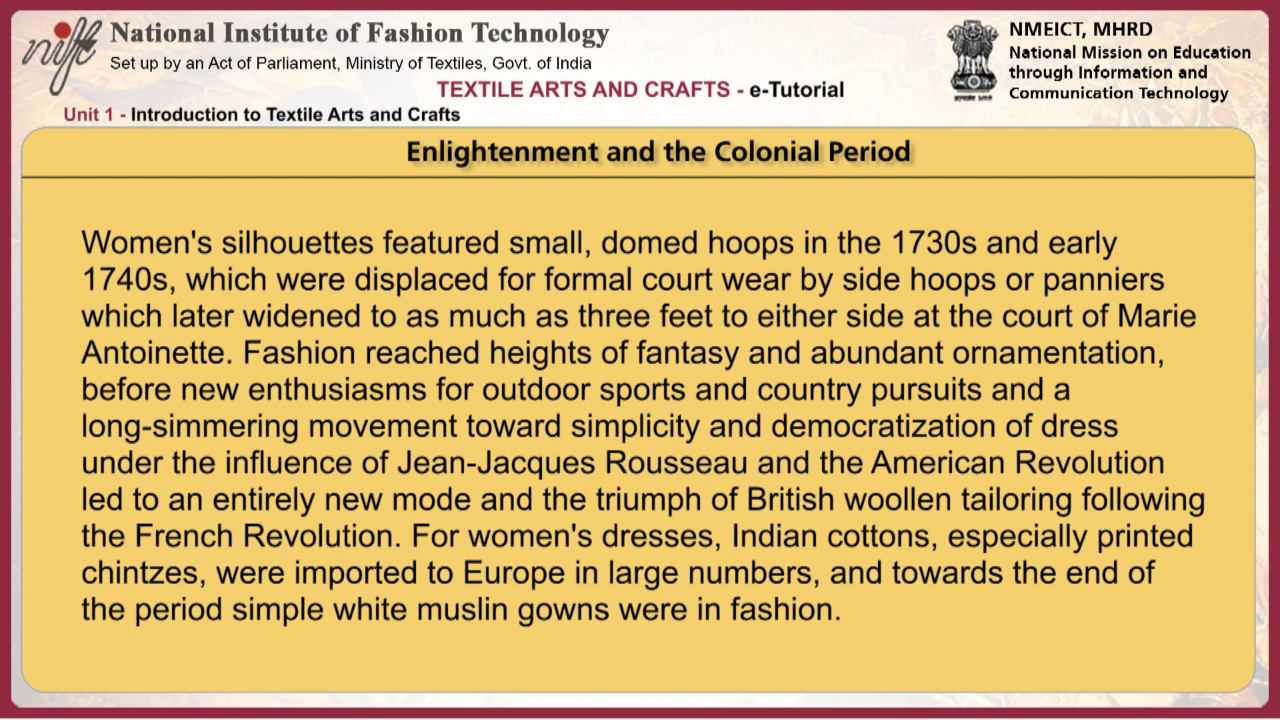 nift
National Institute of Fashion Technology
Set up by an Act of Parliament, Ministry of Textiles, Govt. of India
NMEICT, MHRD
National Mission on Education
through Information and
Communication Technology
TEXTILE ARTS AND CRAFTS - e-Tutorial
Unit 1 - Introduction to Textile Arts and Crafts
Enlightenment and the Colonial Period
Women's silhouettes featured small, domed hoops in the 1730s and early
1740s, which were displaced for formal court wear by side hoops or panniers
which later widened to as much as three feet to either side at the court of Marie
Antoinette. Fashion reached heights of fantasy and abundant ornamentation,
before new enthusiasms for outdoor sports and country pursuits and a
long-simmering movement toward simplicity and democratization of dress
under the influence of Jean-Jacques Rousseau and the American Revolution
led to an entirely new mode and the triumph of British woollen tailoring following
the French Revolution. For women's dresses, Indian cottons, especially printed
chintzes, were imported to Europe in large numbers, and towards the end of
the period simple white muslin gowns were in fashion.